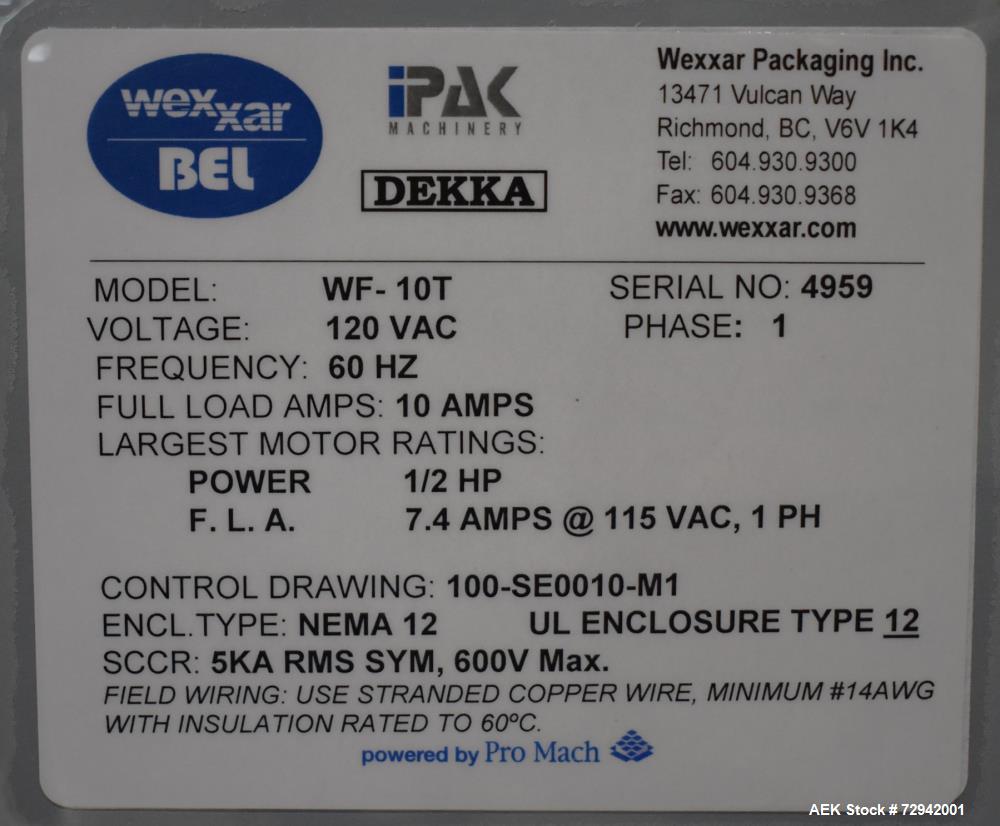 wexxar
BEL
iPAK
MACHINERY
DEKKA
Wexxar Packaging Inc.
13471 Vulcan Way
Richmond, BC, V6V 1K4
Tel: 604.930.9300
Fax: 604.930.9368
www.wexxar.com
MODEL: WF- 10T SERIAL NO: 4959
VOLTAGE: 120 VAC PHASE: 1
FREQUENCY: 60 HZ
FULL LOAD AMPS: 10 AMPS
LARGEST MOTOR RATINGS:
POWER 1/2 HP
F. L. A. 7.4 AMPS @ 115 VAC, 1 PH
CONTROL DRAWING: 100-SE0010-M1
ENCL.TYPE: NEMA 12 UL ENCLOSURE TYPE 12
SCCR: 5KA RMS SYM, 600V Max.
FIELD WIRING: USE STRANDED COPPER WIRE, MINIMUM #14AWG
WITH INSULATION RATED TO 60ºC.
powered by Pro Mach
AEK Stock # 72942001